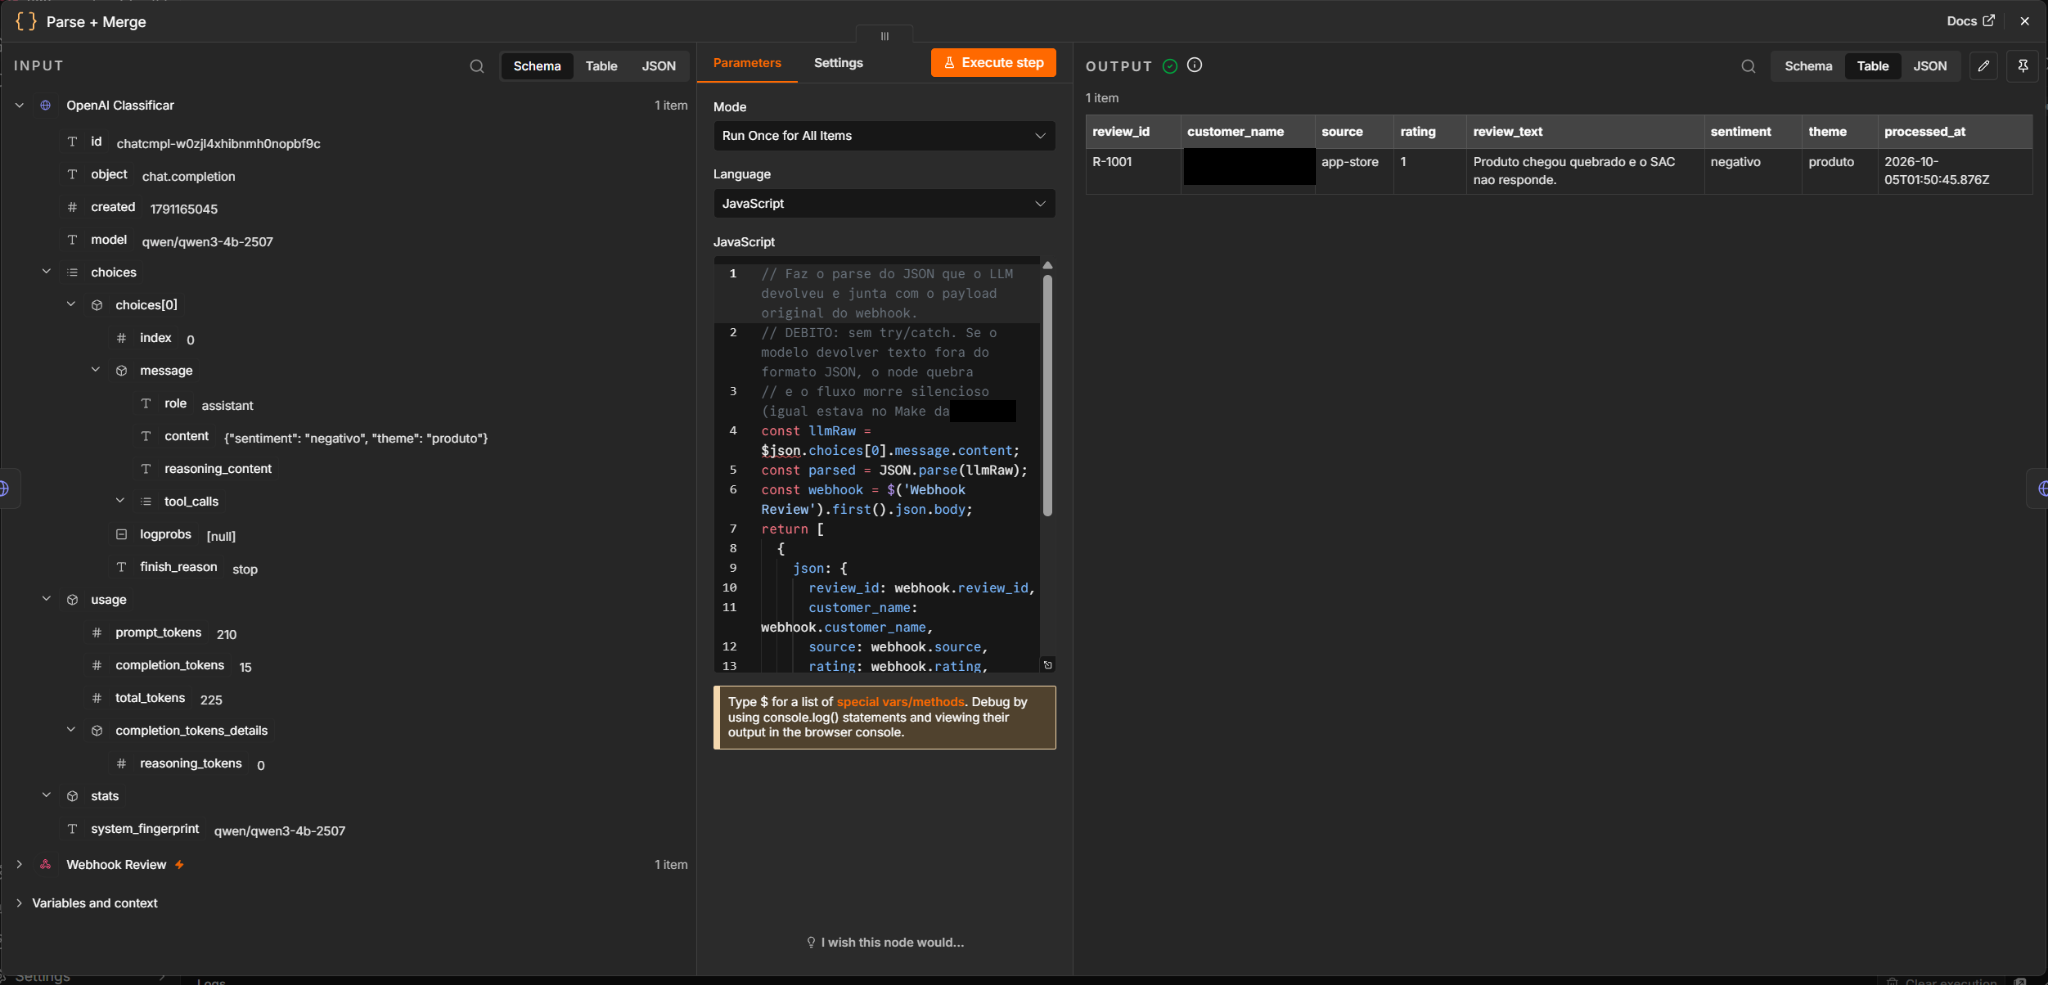 Parse + Merge
Docs
INPUT
Schema
Table
JSON
OpenAI Classificar
1 item
id chatcmpl-w0zjl4xhibnmh0nopbf9c
object chat.completion
created 1791165045
model qwen/qwen3-4b-2507
choices
choices[0]
index 0
message
role assistant
content {"sentiment": "negativo", "theme": "produto"}
reasoning_content
tool_calls
logprobs [null]
finish_reason stop
usage
prompt_tokens 210
completion_tokens 15
total_tokens 225
completion_tokens_details
reasoning_tokens 0
stats
system_fingerprint qwen/qwen3-4b-2507
Webhook Review
1 item
Variables and context
Parameters
Settings
Execute step
Mode
Run Once for All Items
Language
JavaScript
JavaScript
1 // Faz o parse do JSON que o LLM
devolveu e junta com o payload
original do webhook.
2 // DEBITO: sem try/catch. Se o
modelo devolver texto fora do
formato JSON, o node quebra
3 // e o fluxo morre silencioso
(igual estava no Make da
4 const llmRaw =
$json.choices[0].message.content;
5 const parsed = JSON.parse(llmRaw);
6 const webhook = $('Webhook
Review').first().json.body;
7 return [
8 {
9 json: {
10 review_id: webhook.review_id,
11 customer_name:
webhook.customer_name,
12 source: webhook.source,
13 rating: webhook.rating,
Type $ for a list of special vars/methods. Debug by
using console.log() statements and viewing their
output in the browser console.
I wish this node would...
OUTPUT
Schema
Table
JSON
1 item
review_id customer_name source rating review_text sentiment theme processed_at
R-1001 app-store 1 Produto chegou quebrado e o SAC negativo produto 2026-10-
nao responde. 05T01:50:45.876Z
Settings
Logs
Clear execution